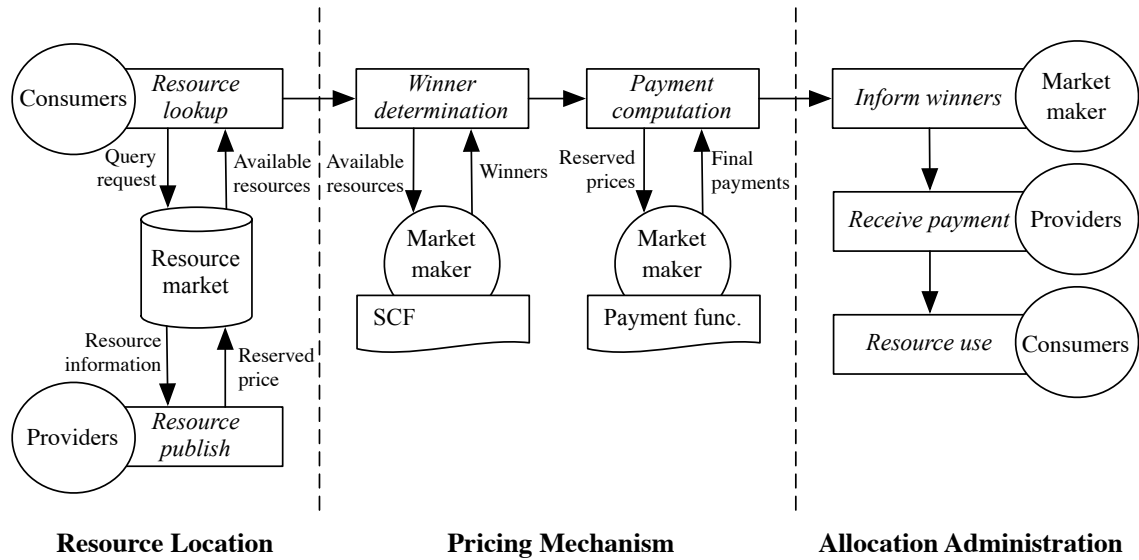 Consumers
Resource
lookup
Query
request
Available
resources
Resource
market
Resource
information
Reserved
price
Providers
Resource
publish
Resource Location
Winner
determination
Available
resources
Winners
Market
maker
SCF
Payment
computation
Reserved
prices
Final
payments
Market
maker
Payment func.
Pricing Mechanism
Inform winners
Market
maker
Receive payment
Providers
Resource use
Consumers
Allocation Administration